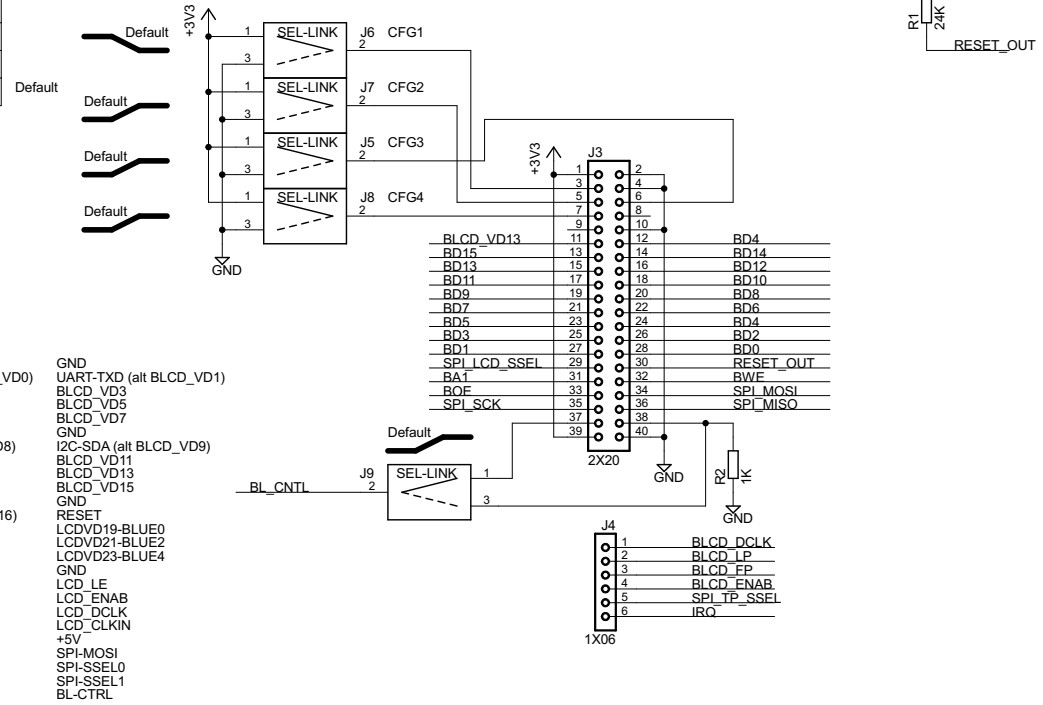 +3V3
Default
1
SEL-LINK
J6 CFG1
2
3
Default
Default
1
SEL-LINK
J7 CFG2
2
3
Default
1
SEL-LINK
J5 CFG3
2
3
Default
1
SEL-LINK
J8 CFG4
2
3
GND
R1
24K
RESET_OUT
+3V3
J3
1 2
3 4
5 6
7 8
9 10
BLCD_VD13 11 12 BD4
BD15 13 14 BD14
BD13 15 16 BD12
BD11 17 18 BD10
BD9 19 20 BD8
BD7 21 22 BD6
BD5 23 24 BD4
BD3 25 26 BD2
BD1 27 28 BD0
SPI_LCD_SSEL 29 30 RESET_OUT
BA1 31 32 BWE
BOE 33 34 SPI_MOSI
SPI_SCK 35 36 SPI_MISO
37 38
39 40
2X20
GND
R2
1K
GND
Default
J9
SEL-LINK
BL_CNTL 2
1
3
J4
1 BLCD_DCLK
2 BLCD_LP
3 BLCD_FP
4 BLCD_ENAB
5 SPI_TP_SSEL
6 IRQ
1X06
GND
_VD0) UART-TXD (alt BLCD_VD1)
BLCD_VD3
BLCD_VD5
BLCD_VD7
GND
D8) I2C-SDA (alt BLCD_VD9)
BLCD_VD11
BLCD_VD13
BLCD_VD15
GND
16) RESET
LCDVD19-BLUE0
LCDVD21-BLUE2
LCDVD23-BLUE4
GND
LCD_LE
LCD_ENAB
LCD_DCLK
LCD_CLKIN
+5V
SPI-MOSI
SPI-SSEL0
SPI-SSEL1
BL-CTRL